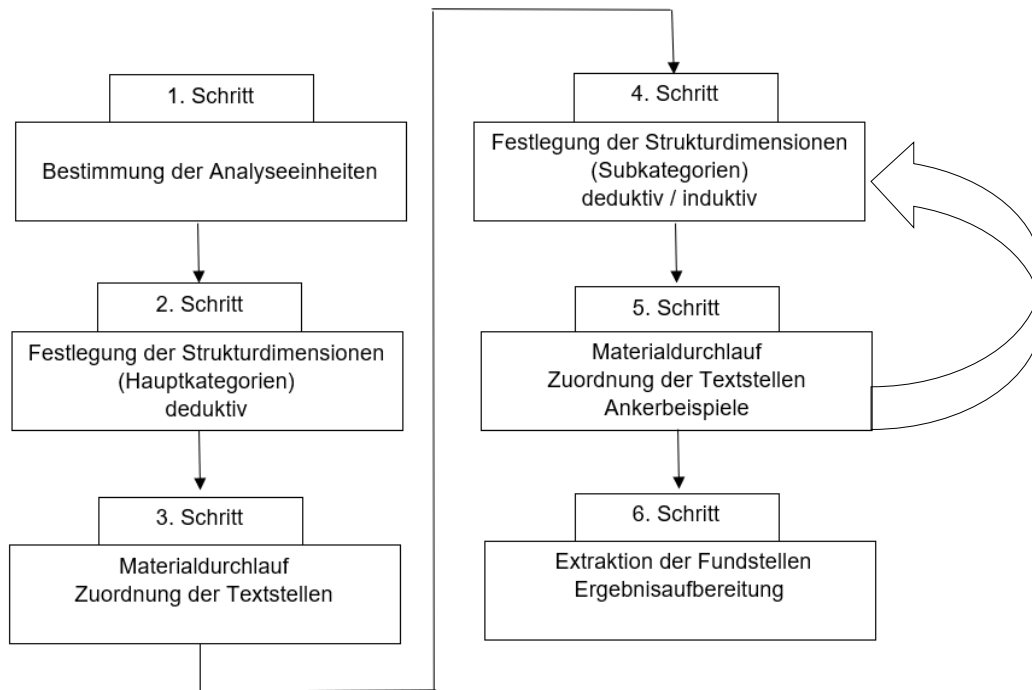 1. Schritt
Bestimmung der Analyseeinheiten
2. Schritt
Festlegung der Strukturdimensionen
(Hauptkategorien)
deduktiv
3. Schritt
Materialdurchlauf
Zuordnung der Textstellen
4. Schritt
Festlegung der Strukturdimensionen
(Subkategorien)
deduktiv / induktiv
5. Schritt
Materialdurchlauf
Zuordnung der Textstellen
Ankerbeispiele
6. Schritt
Extraktion der Fundstellen
Ergebnisaufbereitung